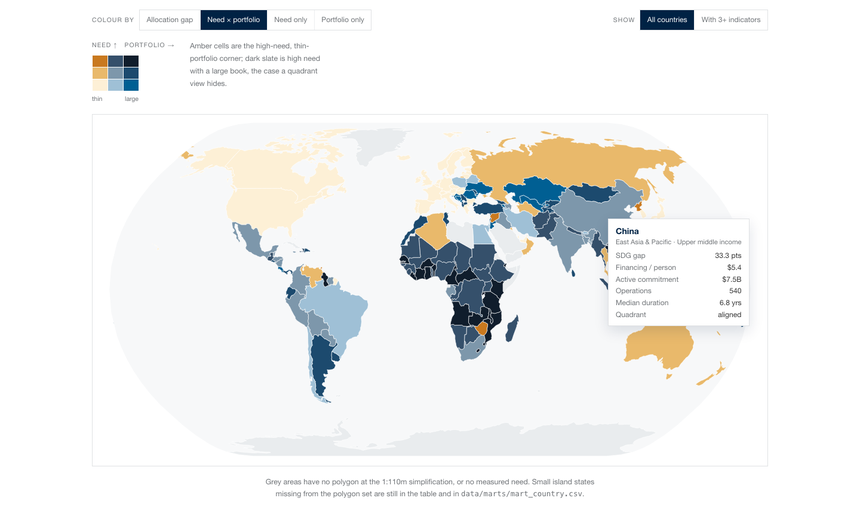 COLOUR BY Allocation gap Need × portfolio Need only Portfolio only SHOW All countries With 3+ indicators
NEED ↑ PORTFOLIO →
thin large
Amber cells are the high-need, thin-
portfolio corner; dark slate is high need
with a large book, the case a quadrant
view hides.
China
East Asia & Pacific · Upper middle income
SDG gap 33.3 pts
Financing / person $5.4
Active commitment $7.5B
Operations 540
Median duration 6.8 yrs
Quadrant aligned
Grey areas have no polygon at the 1:110m simplification, or no measured need. Small island states
missing from the polygon set are still in the table and in data/marts/mart_country.csv.